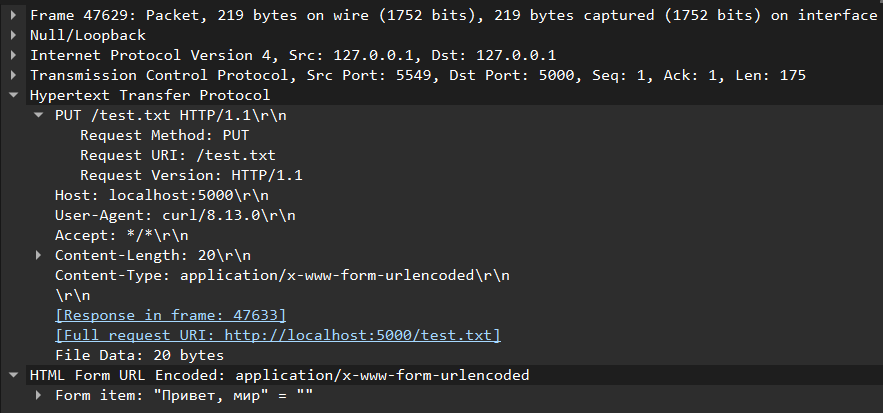 Frame 47629: Packet, 219 bytes on wire (1752 bits), 219 bytes captured (1752 bits) on interface
Null/Loopback
Internet Protocol Version 4, Src: 127.0.0.1, Dst: 127.0.0.1
Transmission Control Protocol, Src Port: 5549, Dst Port: 5000, Seq: 1, Ack: 1, Len: 175
Hypertext Transfer Protocol
PUT /test.txt HTTP/1.1\r\n
Request Method: PUT
Request URI: /test.txt
Request Version: HTTP/1.1
Host: localhost:5000\r\n
User-Agent: curl/8.13.0\r\n
Accept: */*\r\n
Content-Length: 20\r\n
Content-Type: application/x-www-form-urlencoded\r\n
\r\n
[Response in frame: 47633]
[Full request URI: http://localhost:5000/test.txt]
File Data: 20 bytes
HTML Form URL Encoded: application/x-www-form-urlencoded
Form item: "Привет, мир" = ""